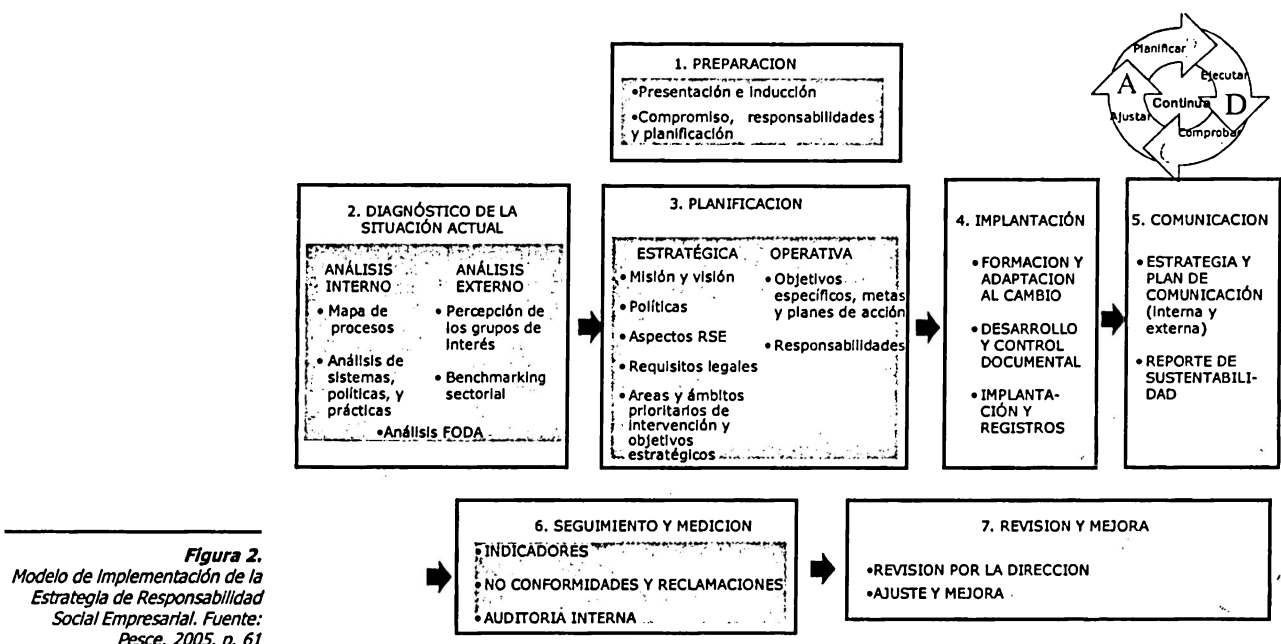 1. PREPARACION
•Presentación e inducción
•Compromiso, responsabilidades
y planificación
Planificar
Ejecutar
A
Continua
D
Ajustar
Comprobar
2. DIAGNÓSTICO DE LA
SITUACIÓN ACTUAL
ANÁLISIS
INTERNO
• Mapa de
procesos
• Análisis de
sistemas,
políticas, y
prácticas
ANÁLISIS
EXTERNO
• Percepción de
los grupos de
interés
• Benchmarking
sectorial
•Análisis FODA
3. PLANIFICACION
ESTRATÉGICA
• Misión y visión
• Políticas
• Aspectos RSE
• Requisitos legales
• Areas y ámbitos
prioritarios de
intervención y
objetivos
estratégicos
OPERATIVA
• Objetivos
específicos, metas
y planes de acción
• Responsabilidades
4. IMPLANTACIÓN
• FORMACION Y
ADAPTACION
AL CAMBIO
• DESARROLLO
Y CONTROL
DOCUMENTAL
• IMPLANTA-
CIÓN Y
REGISTROS
5. COMUNICACION
• ESTRATEGIA Y
PLAN DE
COMUNICACIÓN
(interna y
externa)
• REPORTE DE
SUSTENTABILI-
DAD
6. SEGUIMIENTO Y MEDICION
• INDICADORES
• NO CONFORMIDADES Y RECLAMACIONES
• AUDITORIA INTERNA
7. REVISION Y MEJORA
•REVISION POR LA DIRECCION
•AJUSTE Y MEJORA
Figura 2.
Modelo de Implementación de la
Estrategia de Responsabilidad
Social Empresarial. Fuente:
Pesce, 2005, p. 61